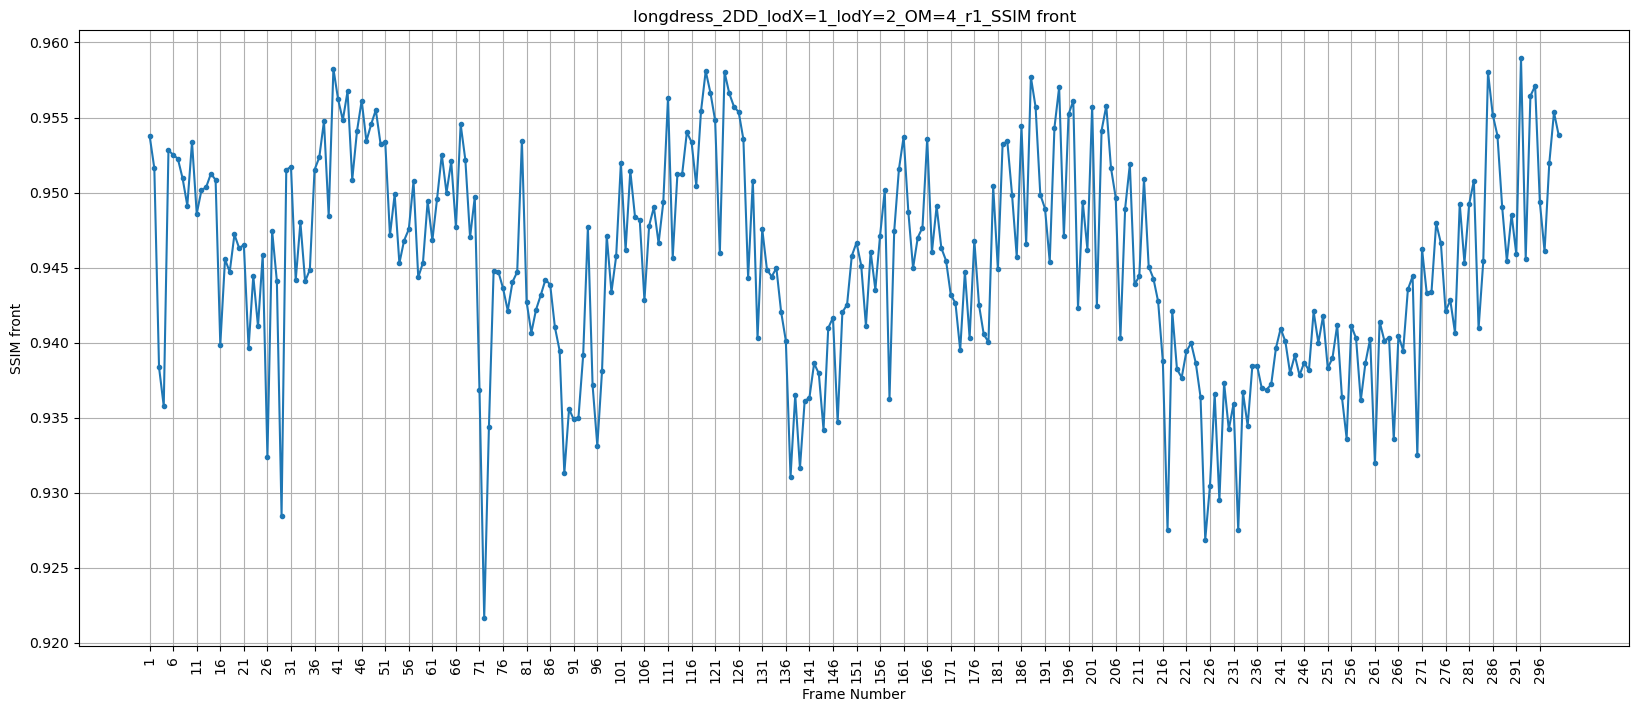 longdress_2DD_lodX=1_lodY=2_OM=4_r1_SSIM front
0.960
0.955
0.950
0.945
0.940
0.935
0.930
0.925
0.920
SSIM front
1 6 11 16 21 26 31 36 41 46 51 56 61 66 71 76 81 86 91 96 101 106 111 116 121 126 131 136 141 146 151 156 161 166 171 176 181 186 191 196 201 206 211 216 221 226 231 236 241 246 251 256 261 266 271 276 281 286 291 296
Frame Number